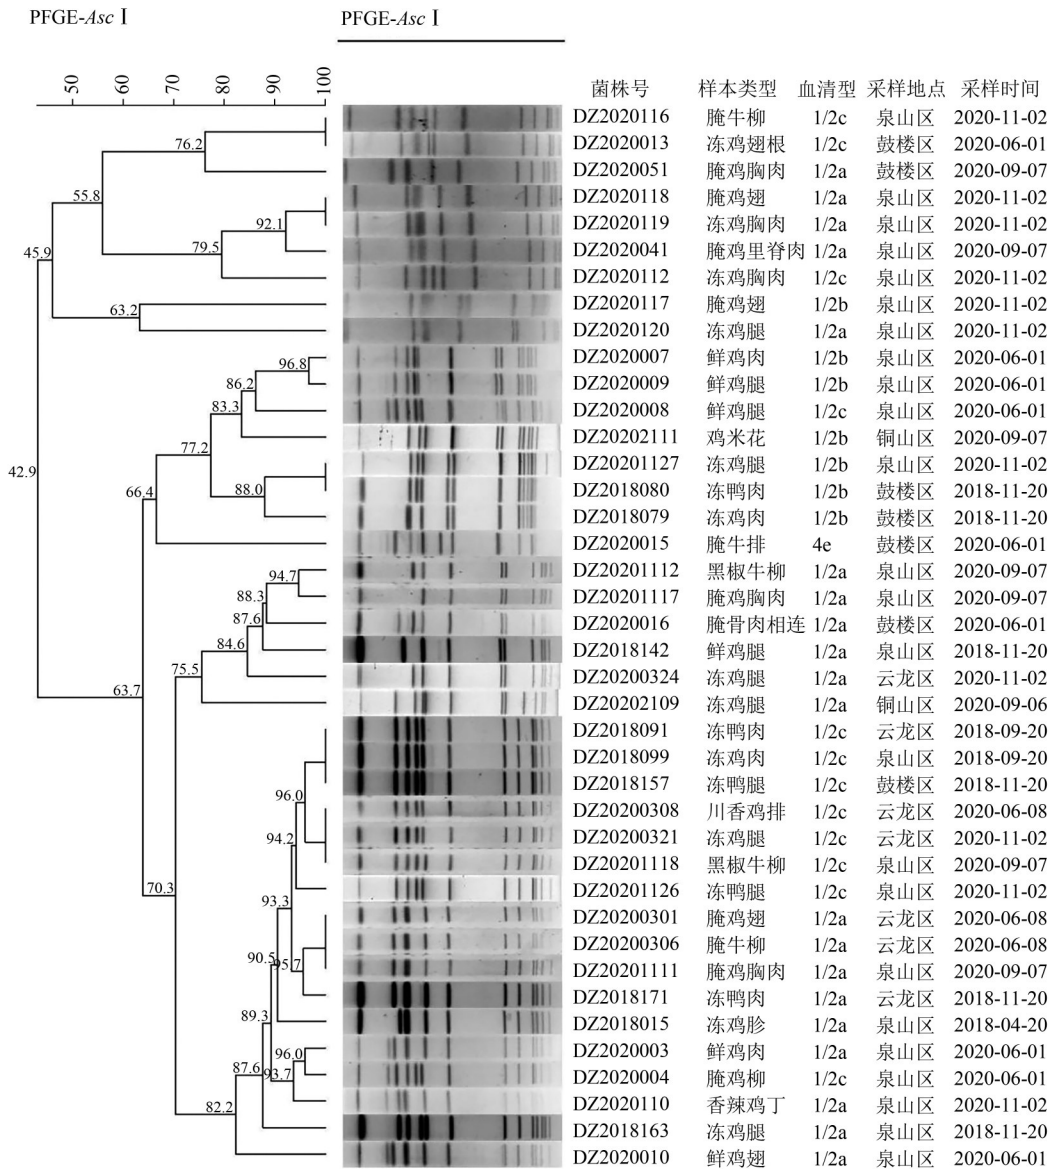 PFGE-Asc Ⅰ PFGE-Asc Ⅰ
50 60 70 80 90 100
菌株号 样本类型 血清型 采样地点 采样时间
DZ2020116 腌牛柳 1/2c 泉山区 2020-11-02
76.2 DZ2020013 冻鸡翅根 1/2c 鼓楼区 2020-06-01
DZ2020051 腌鸡胸肉 1/2a 鼓楼区 2020-09-07
55.8 DZ2020118 腌鸡翅 1/2a 泉山区 2020-11-02
92.1 DZ2020119 冻鸡胸肉 1/2a 泉山区 2020-11-02
45.9 79.5 DZ2020041 腌鸡里脊肉 1/2a 泉山区 2020-09-07
DZ2020112 冻鸡胸肉 1/2c 泉山区 2020-11-02
63.2 DZ2020117 腌鸡翅 1/2b 泉山区 2020-11-02
DZ2020120 冻鸡腿 1/2a 泉山区 2020-11-02
96.8 DZ2020007 鲜鸡肉 1/2b 泉山区 2020-06-01
86.2 DZ2020009 鲜鸡腿 1/2b 泉山区 2020-06-01
83.3 DZ2020008 鲜鸡腿 1/2c 泉山区 2020-06-01
77.2 DZ20202111 鸡米花 1/2b 铜山区 2020-09-07
42.9 DZ20201127 冻鸡腿 1/2b 泉山区 2020-11-02
66.4 88.0 DZ2018080 冻鸭肉 1/2b 鼓楼区 2018-11-20
DZ2018079 冻鸡肉 1/2b 鼓楼区 2018-11-20
DZ2020015 腌牛排 4e 鼓楼区 2020-06-01
94.7 DZ20201112 黑椒牛柳 1/2a 泉山区 2020-09-07
88.3 DZ20201117 腌鸡胸肉 1/2a 泉山区 2020-09-07
87.6 DZ2020016 腌骨肉相连 1/2a 鼓楼区 2020-06-01
84.6 DZ2018142 鲜鸡腿 1/2a 泉山区 2018-11-20
75.5 DZ20200324 冻鸡腿 1/2a 云龙区 2020-11-02
63.7 DZ20202109 冻鸡腿 1/2a 铜山区 2020-09-06
DZ2018091 冻鸭肉 1/2c 云龙区 2018-09-20
DZ2018099 冻鸡肉 1/2c 泉山区 2018-09-20
DZ2018157 冻鸭腿 1/2c 鼓楼区 2018-11-20
96.0 DZ20200308 川香鸡排 1/2c 云龙区 2020-06-08
94.2 DZ20200321 冻鸡腿 1/2c 云龙区 2020-11-02
DZ20201118 黑椒牛柳 1/2c 泉山区 2020-09-07
70.3 DZ20201126 冻鸭腿 1/2c 泉山区 2020-11-02
93.3 DZ20200301 腌鸡翅 1/2a 云龙区 2020-06-08
DZ20200306 腌牛柳 1/2a 云龙区 2020-06-08
90.5 95.7 DZ20201111 腌鸡胸肉 1/2a 泉山区 2020-09-07
DZ2018171 冻鸭肉 1/2a 云龙区 2018-11-20
89.3 DZ2018015 冻鸡胗 1/2a 泉山区 2018-04-20
96.0 DZ2020003 鲜鸡肉 1/2a 泉山区 2020-06-01
87.6 93.7 DZ2020004 腌鸡柳 1/2c 泉山区 2020-06-01
82.2 DZ2020110 香辣鸡丁 1/2a 泉山区 2020-11-02
DZ2018163 冻鸡腿 1/2a 泉山区 2018-11-20
DZ2020010 鲜鸡翅 1/2a 泉山区 2020-06-01